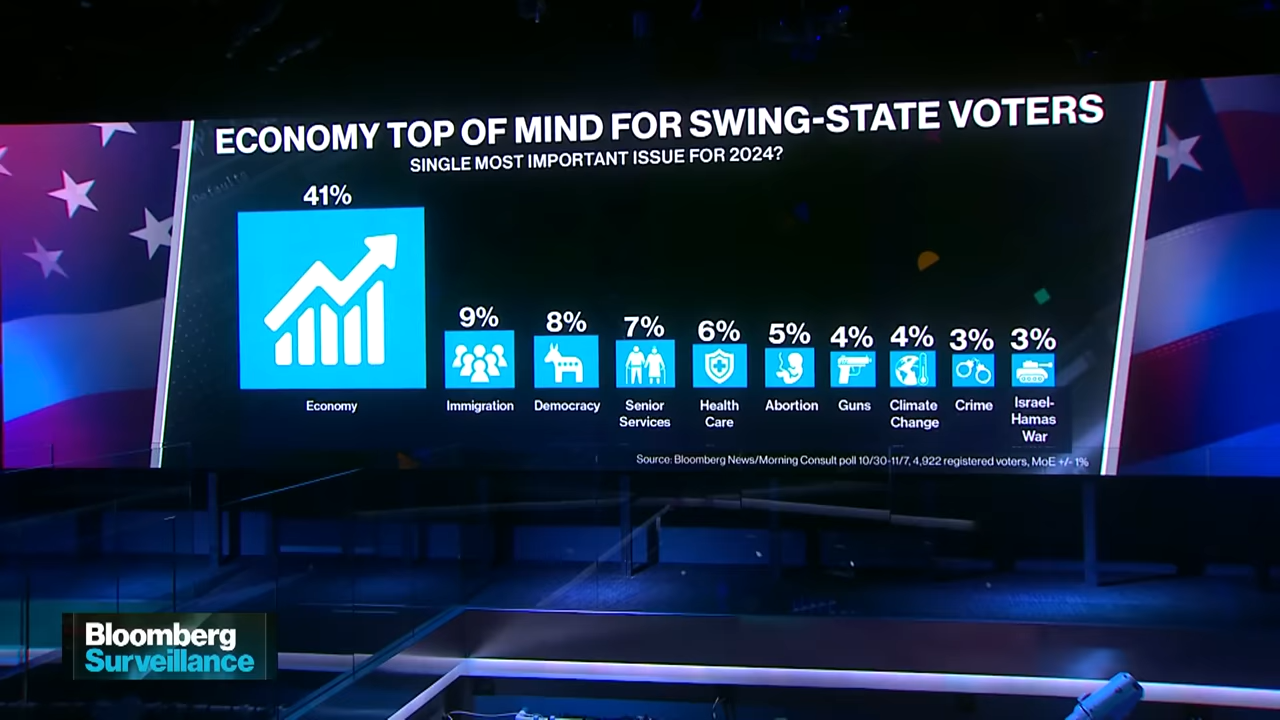 ECONOMY TOP OF MIND FOR SWING-STATE VOTERS
SINGLE MOST IMPORTANT ISSUE FOR 2024?
Defaults
41%
9%
8%
7%
6%
5%
4%
4%
3%
3%
Economy
Immigration
Democracy
Senior
Services
Health
Care
Abortion
Guns
Climate
Change
Crime
Israel-
Hamas
War
Source: Bloomberg News/Morning Consult poll 10/30-11/7, 4,922 registered voters, MoE +/- 1%
Bloomberg
Surveillance